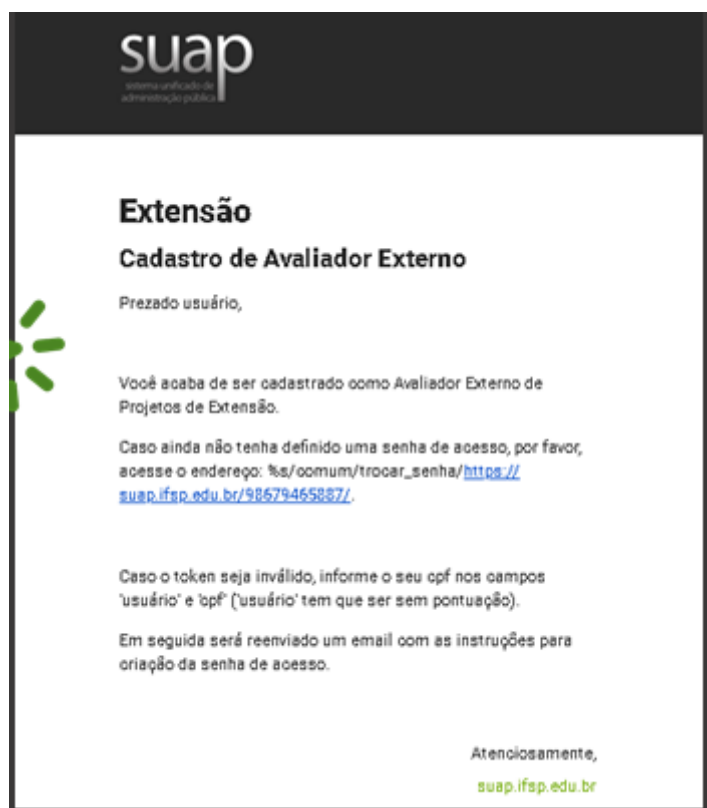 suap
sistema unificado de
administração pública
Extensão
Cadastro de Avaliador Externo
Prezado usuário,
Você acaba de ser cadastrado como Avaliador Externo de
Projetos de Extensão.
Caso ainda não tenha definido uma senha de acesso, por favor,
acesse o endereço: %s/comum/trocar_senha/https://
suap.ifsp.edu.br/98679465887/.
Caso o token seja inválido, informe o seu cpf nos campos
'usuário' e 'cpf' ('usuário' tem que ser sem pontuação).
Em seguida será reenviado um email com as instruções para
criação da senha de acesso.
Atenciosamente,
suap.ifsp.edu.br